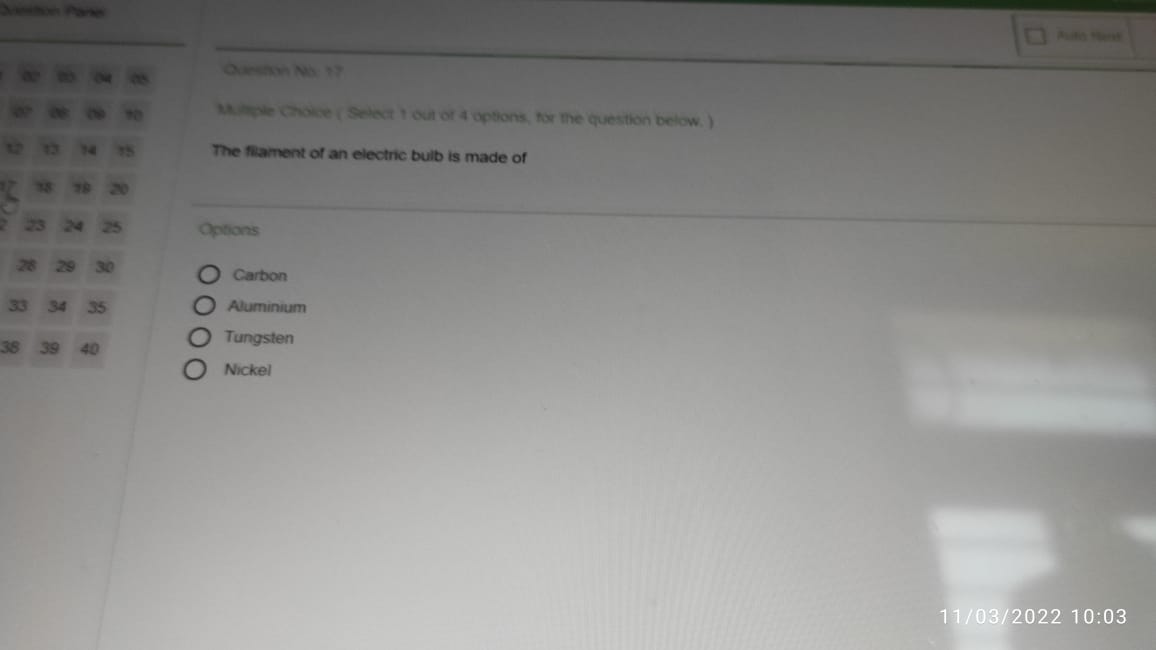 Question Panel
Auto Next
02 03 04 05
07 08 09 10
12 13 14 15
17 18 19 20
23 24 25
28 29 30
33 34 35
38 39 40
Question No. 17
Multiple Choice ( Select 1 out of 4 options, for the question below. )
The filament of an electric bulb is made of
Options
Carbon
Aluminium
Tungsten
Nickel
11/03/2022 10:03